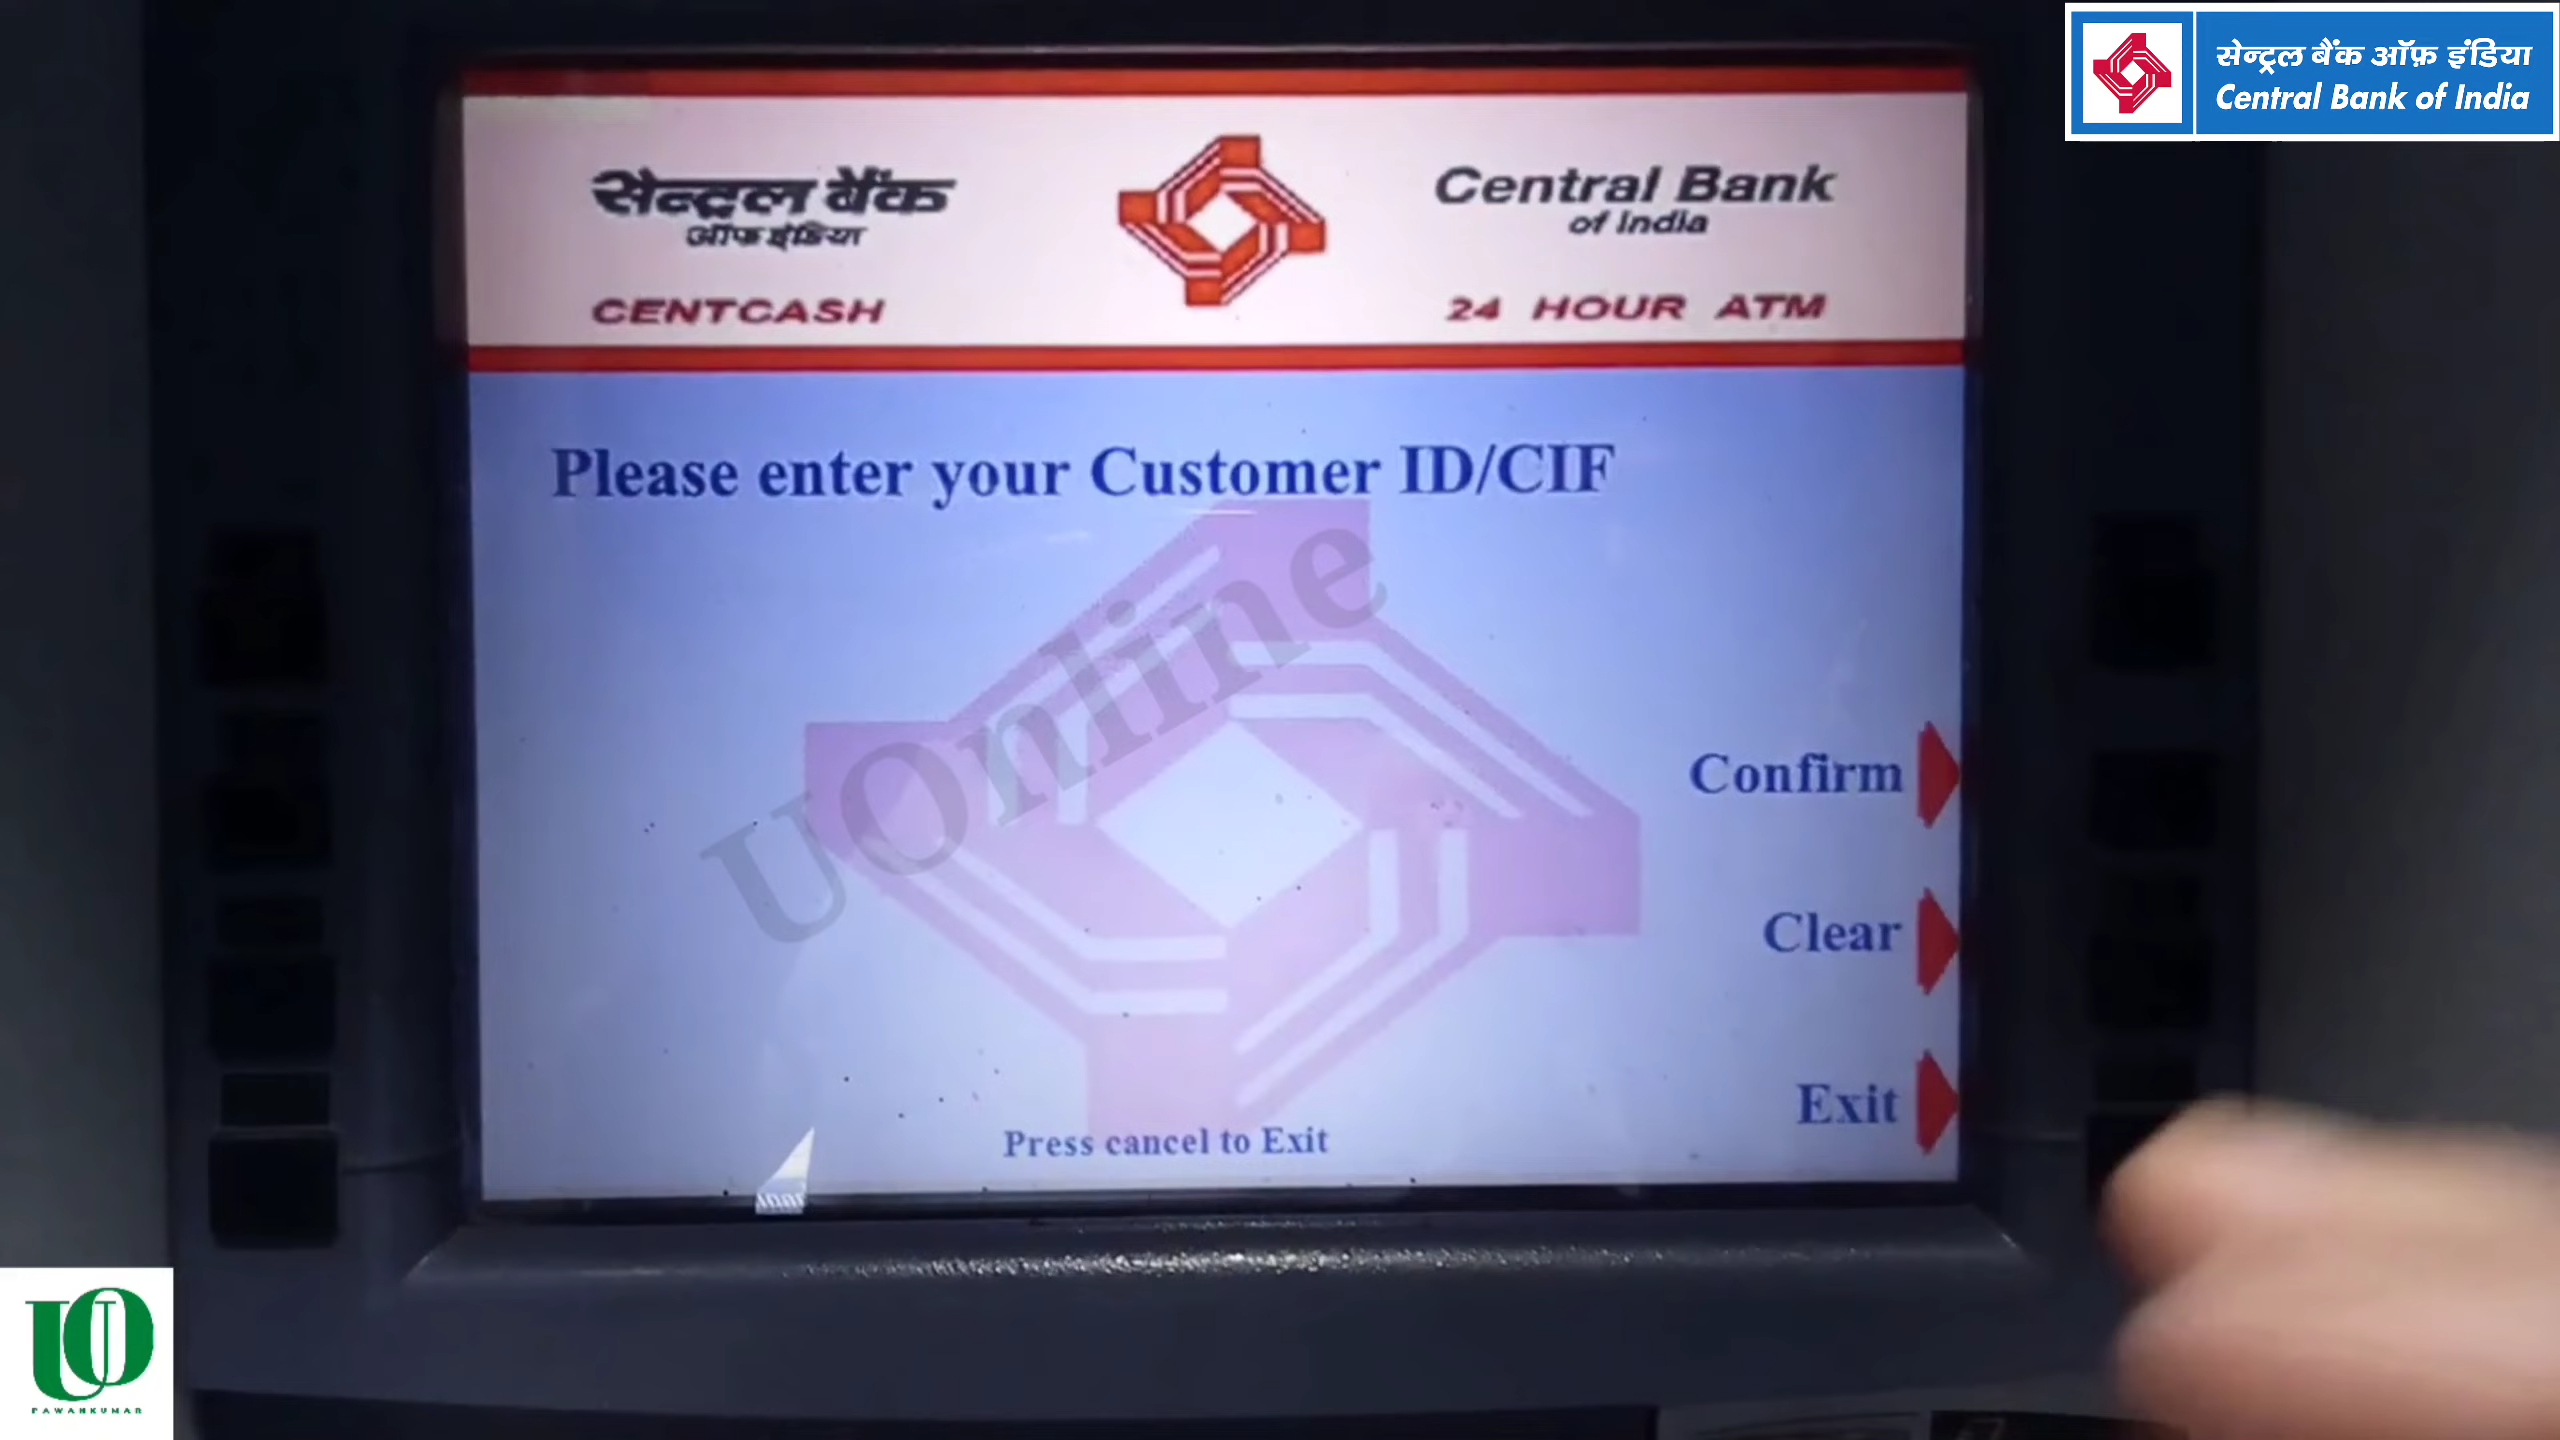 सेन्ट्रल बैंक ऑफ़ इंडिया
Central Bank of India
सेन्ट्रल बैंक
ऑफ इंडिया
CENTCASH
Central Bank
of India
24 HOUR ATM
Please enter your Customer ID/CIF
UOnline
Confirm
Clear
Exit
Press cancel to Exit
UO
PAWANKUMAR